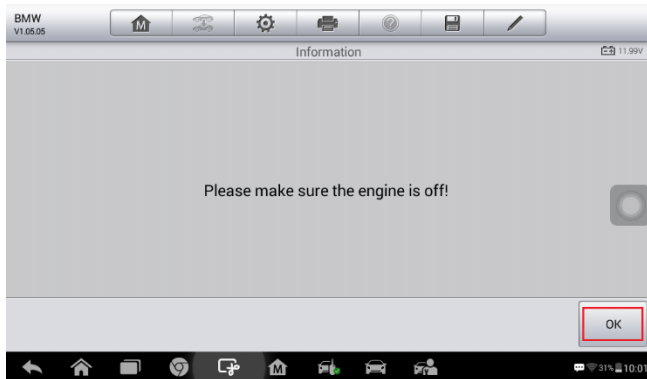 BMW
V1.05.05
M
Information
11.99V
Please make sure the engine is off!
OK
M
31%
10:01